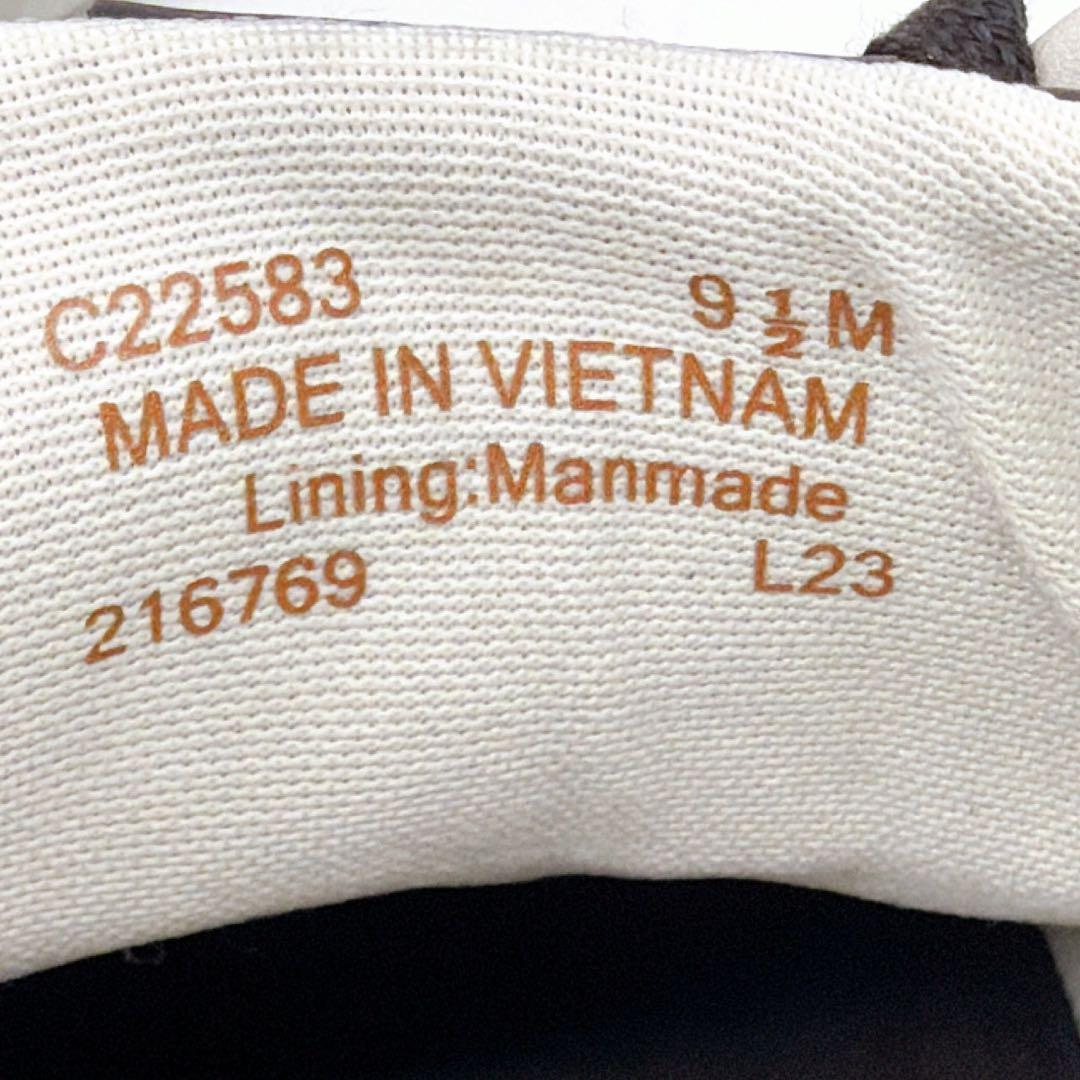 C22583 9 ½ M
MADE IN VIETNAM
Lining:Manmade
216769 L23